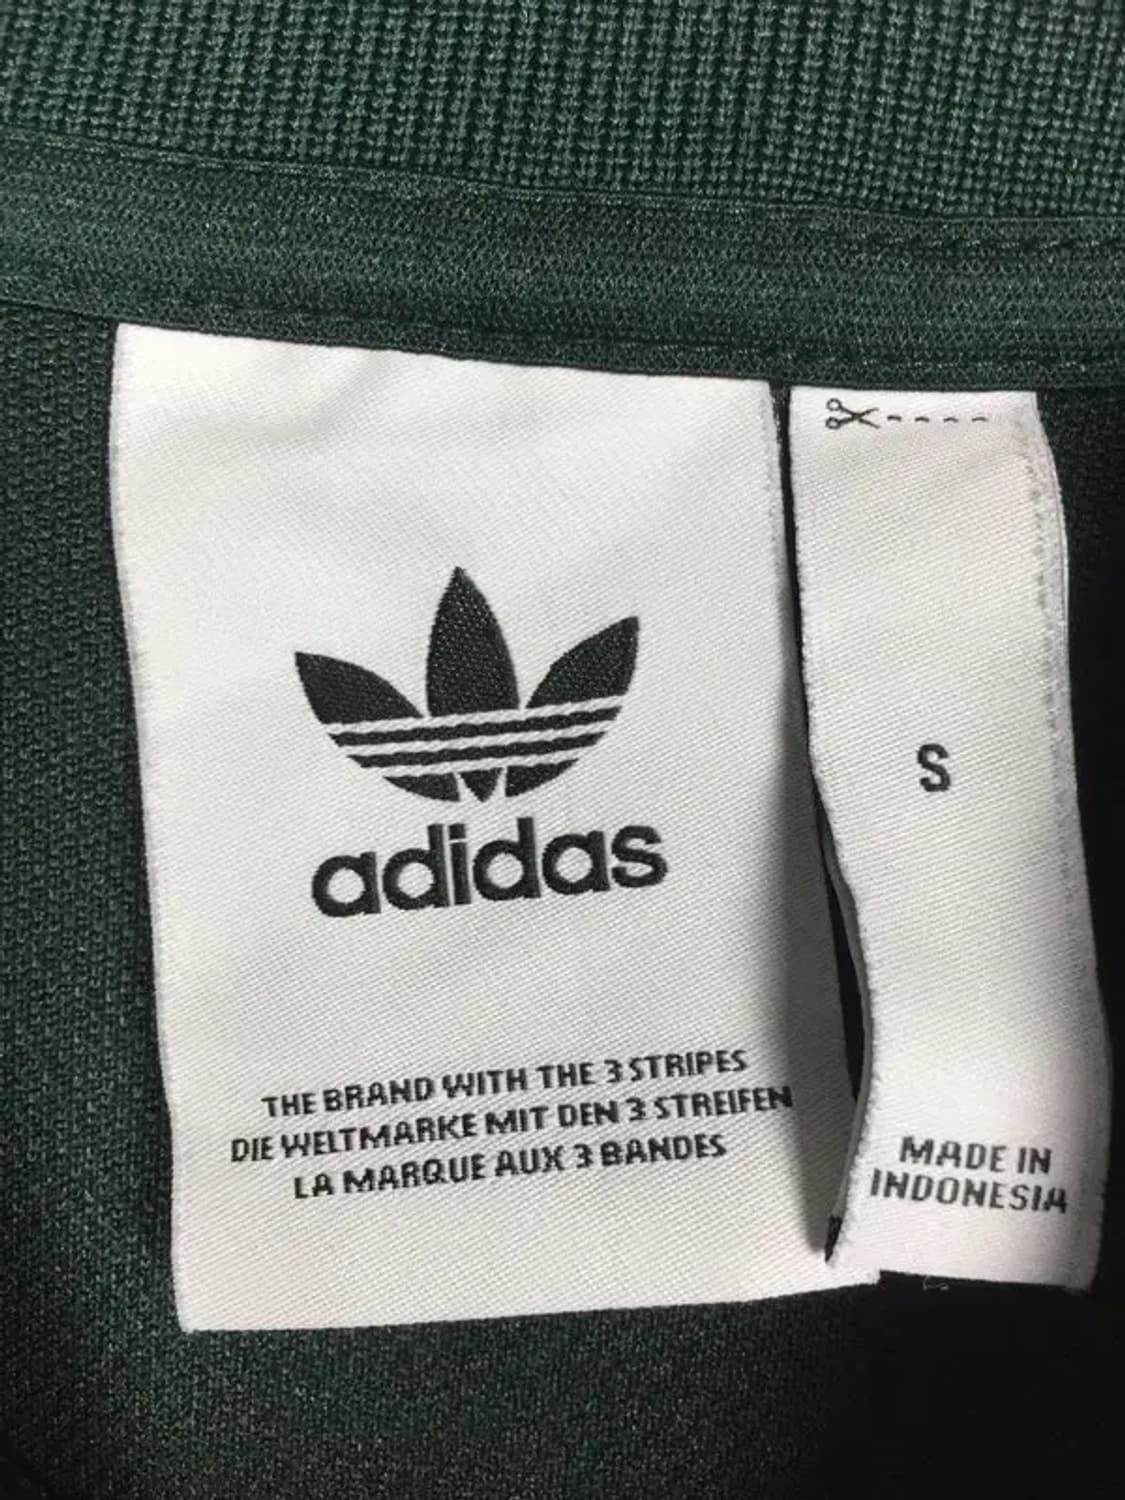 adidas
THE BRAND WITH THE 3 STRIPES
DIE WELTMARKE MIT DEN 3 STREIFEN
LA MARQUE AUX 3 BANDES
S
MADE IN
INDONESIA